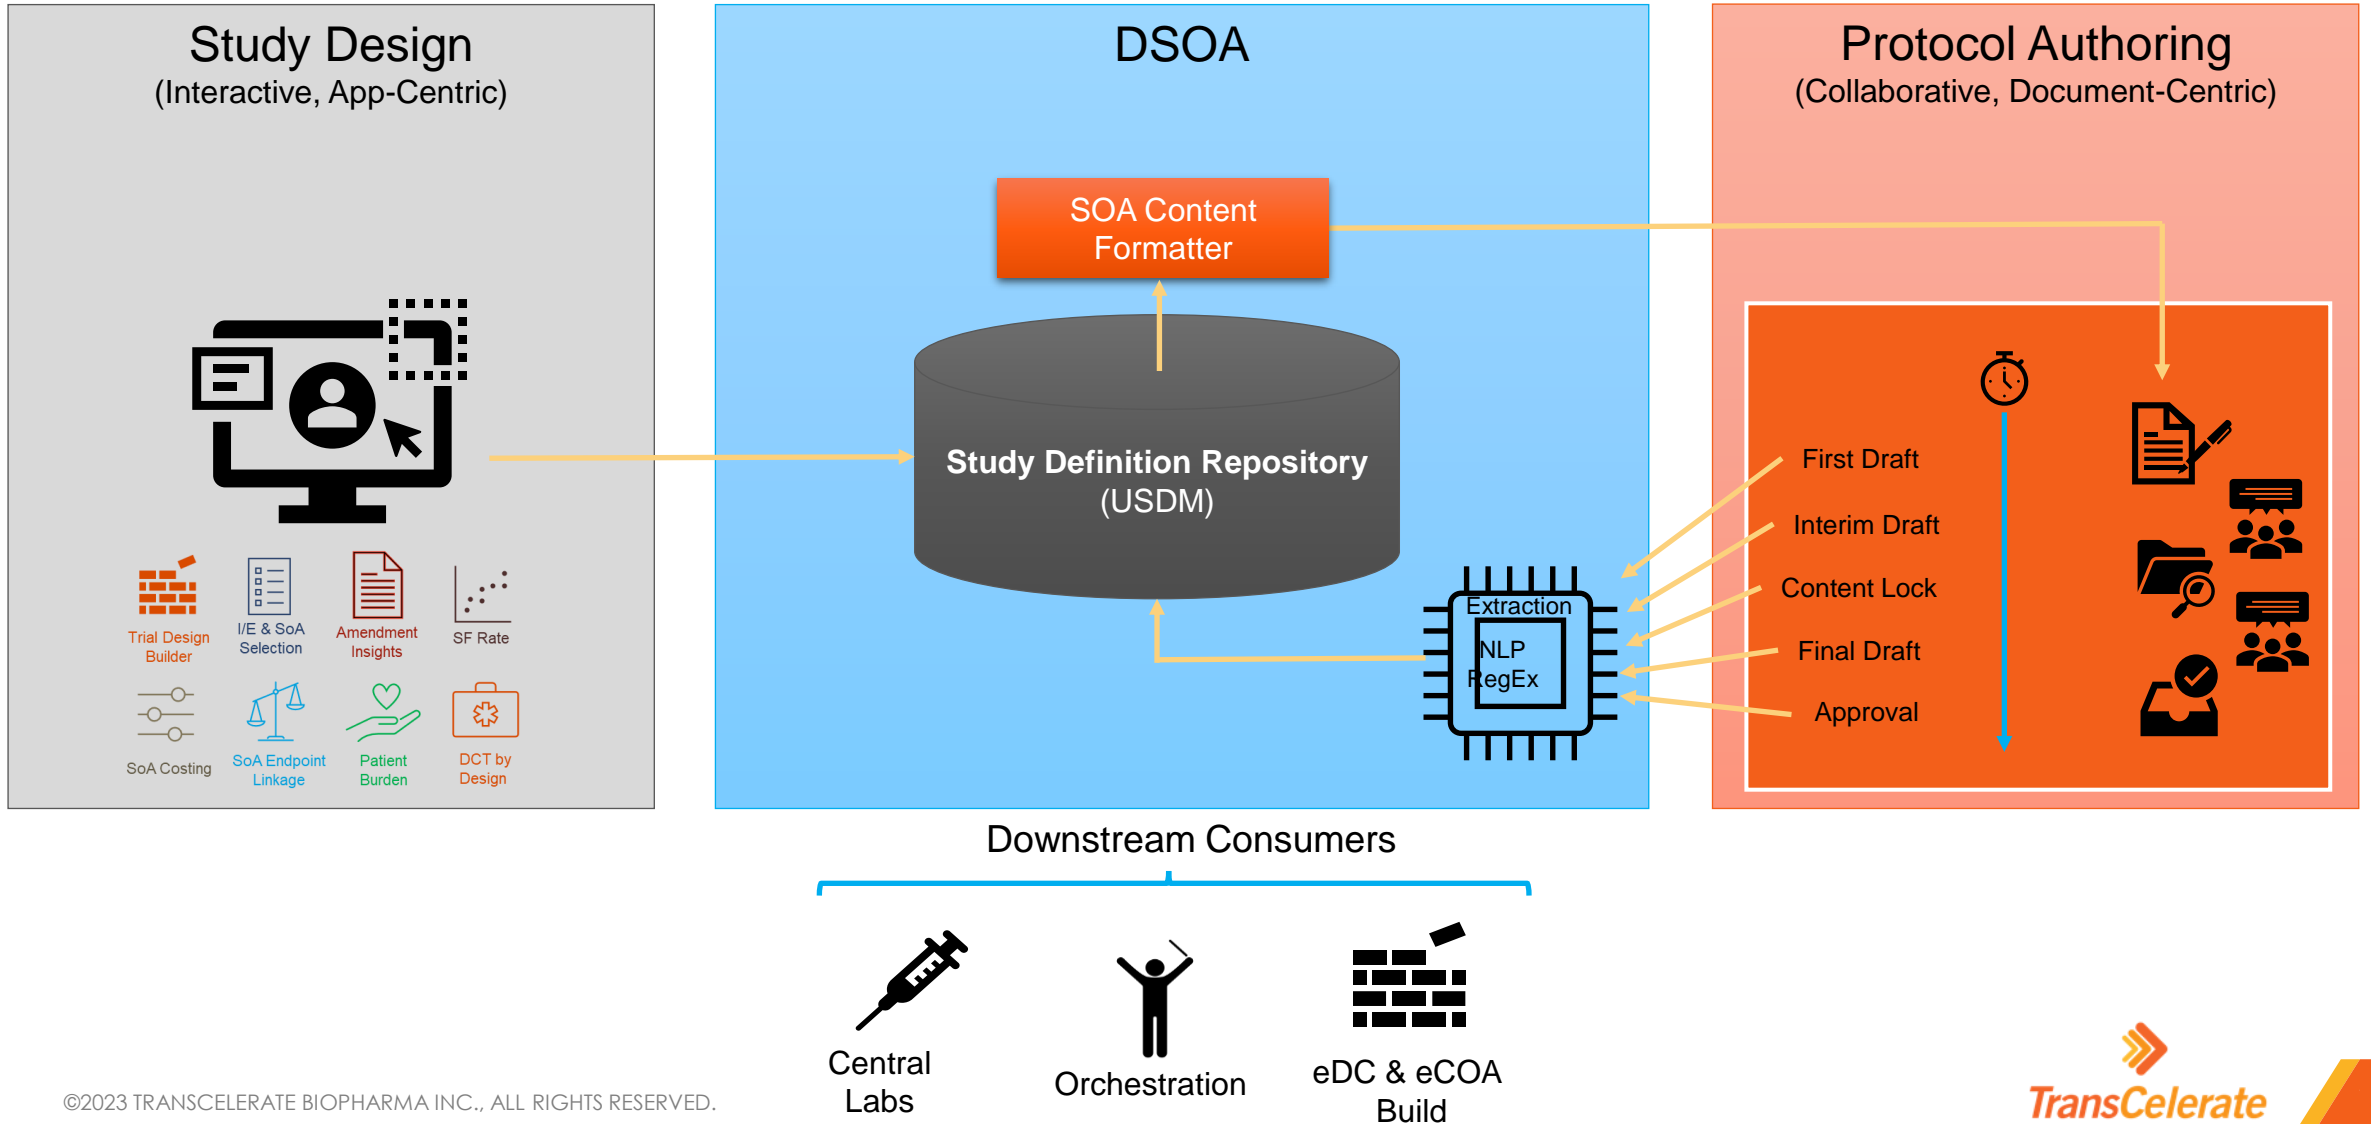 Study Design
(Interactive, App-Centric)
Trial Design
Builder
I/E & SoA
Selection
Amendment
Insights
SF Rate
SoA Costing
SoA Endpoint
Linkage
Patient
Burden
DCT by
Design
DSOA
SOA Content
Formatter
Study Definition Repository
(USDM)
Extraction
NLP
RegEx
Protocol Authoring
(Collaborative, Document-Centric)
First Draft
Interim Draft
Content Lock
Final Draft
Approval
Downstream Consumers
Central
Labs
Orchestration
eDC & eCOA
Build
©2023 TRANSCELERATE BIOPHARMA INC., ALL RIGHTS RESERVED.
TransCelerate